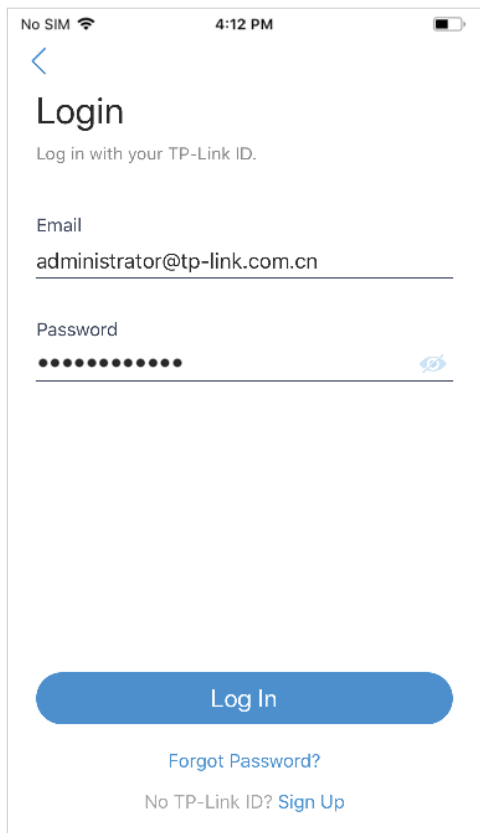 No SIM 4:12 PM
Login
Log in with your TP-Link ID.
Email
administrator@tp-link.com.cn
Password
••••••••••••
Log In
Forgot Password?
No TP-Link ID? Sign Up